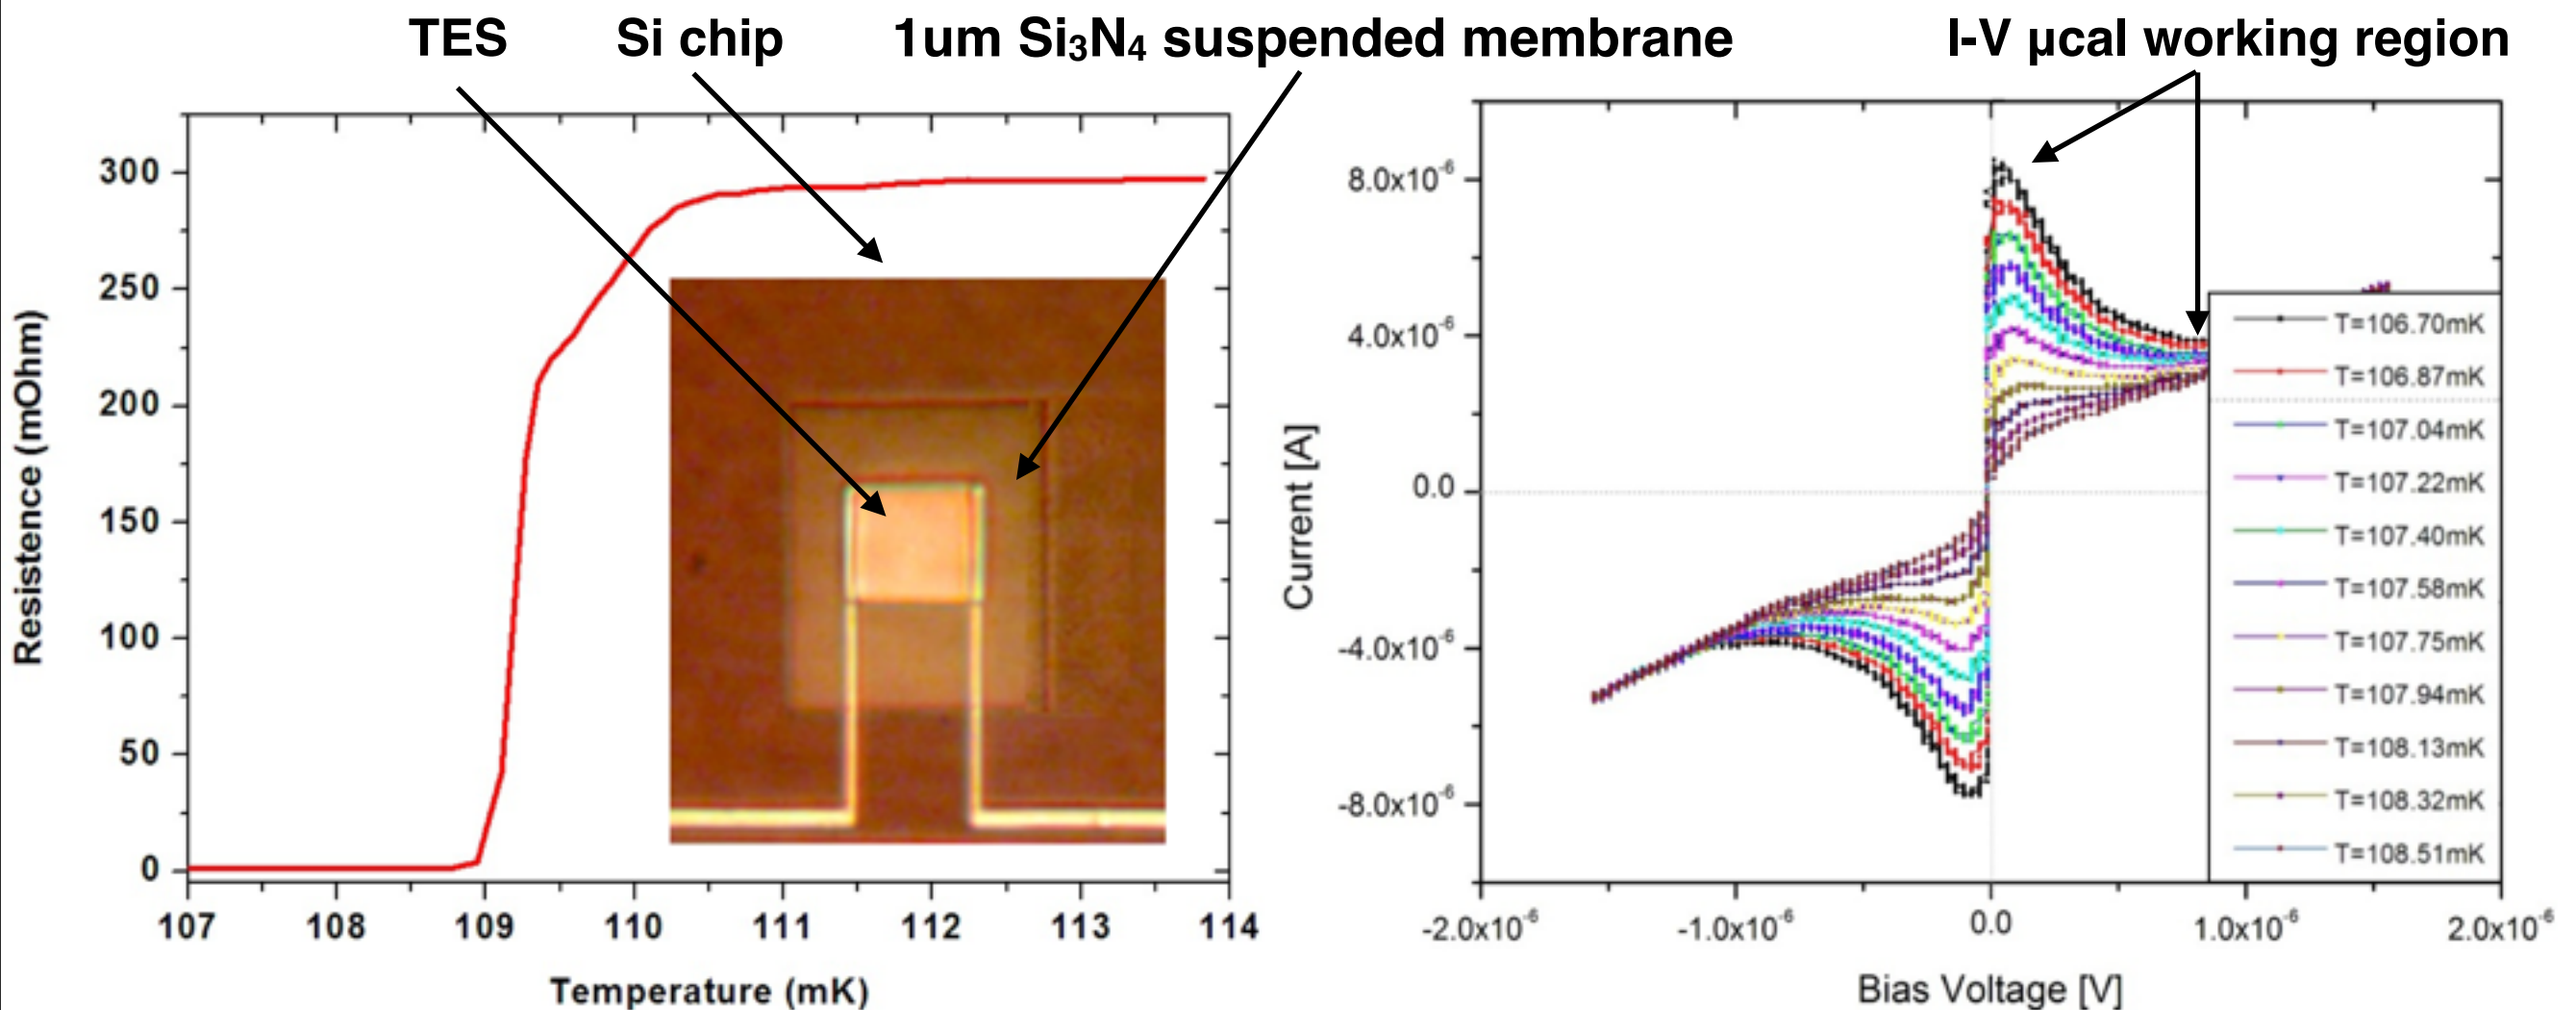 TES
Si chip
1um Si₃N₄ suspended membrane
I-V µcal working region
300
250
200
150
100
50
0
Resistence (mOhm)
107 108 109 110 111 112 113 114
Temperature (mK)
8.0x10⁻⁶
4.0x10⁻⁶
0.0
-4.0x10⁻⁶
-8.0x10⁻⁶
Current [A]
T=106.70mK
T=106.87mK
T=107.04mK
T=107.22mK
T=107.40mK
T=107.58mK
T=107.75mK
T=107.94mK
T=108.13mK
T=108.32mK
T=108.51mK
-2.0x10⁻⁶ -1.0x10⁻⁶ 0.0 1.0x10⁻⁶ 2.0x10⁻⁶
Bias Voltage [V]